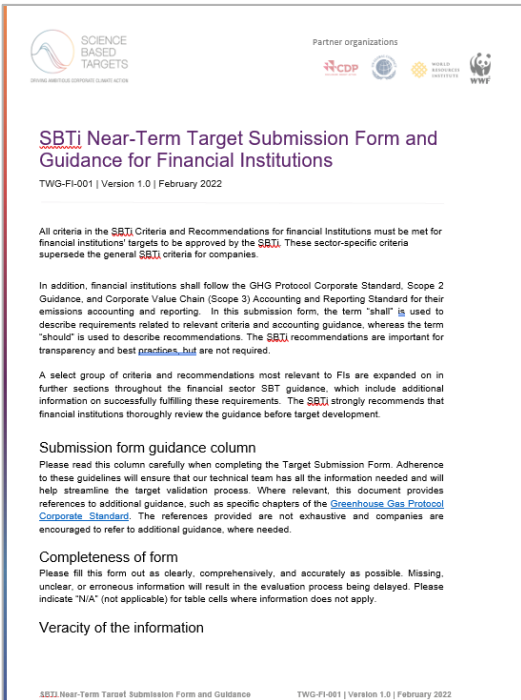 SCIENCE
BASED
TARGETS
DRIVING AMBITIOUS CORPORATE CLIMATE ACTION
Partner organizations
CDP
WORLD
RESOURCES
INSTITUTE
WWF
SBTi Near-Term Target Submission Form and
Guidance for Financial Institutions
TWG-FI-001 | Version 1.0 | February 2022
All criteria in the SBTi Criteria and Recommendations for financial Institutions must be met for
financial institutions' targets to be approved by the SBTi. These sector-specific criteria
supersede the general SBTi criteria for companies.
In addition, financial institutions shall follow the GHG Protocol Corporate Standard, Scope 2
Guidance, and Corporate Value Chain (Scope 3) Accounting and Reporting Standard for their
emissions accounting and reporting. In this submission form, the term "shall" is used to
describe requirements related to relevant criteria and accounting guidance, whereas the term
"should" is used to describe recommendations. The SBTi recommendations are important for
transparency and best practices, but are not required.
A select group of criteria and recommendations most relevant to FIs are expanded on in
further sections throughout the financial sector SBT guidance, which include additional
information on successfully fulfilling these requirements. The SBTi strongly recommends that
financial institutions thoroughly review the guidance before target development.
Submission form guidance column
Please read this column carefully when completing the Target Submission Form. Adherence
to these guidelines will ensure that our technical team has all the information needed and will
help streamline the target validation process. Where relevant, this document provides
references to additional guidance, such as specific chapters of the Greenhouse Gas Protocol
Corporate Standard. The references provided are not exhaustive and companies are
encouraged to refer to additional guidance, where needed.
Completeness of form
Please fill this form out as clearly, comprehensively, and accurately as possible. Missing,
unclear, or erroneous information will result in the evaluation process being delayed. Please
indicate "N/A" (not applicable) for table cells where information does not apply.
Veracity of the information
SBTi Near-Term Target Submission Form and Guidance TWG-FI-001 | Version 1.0 | February 2022